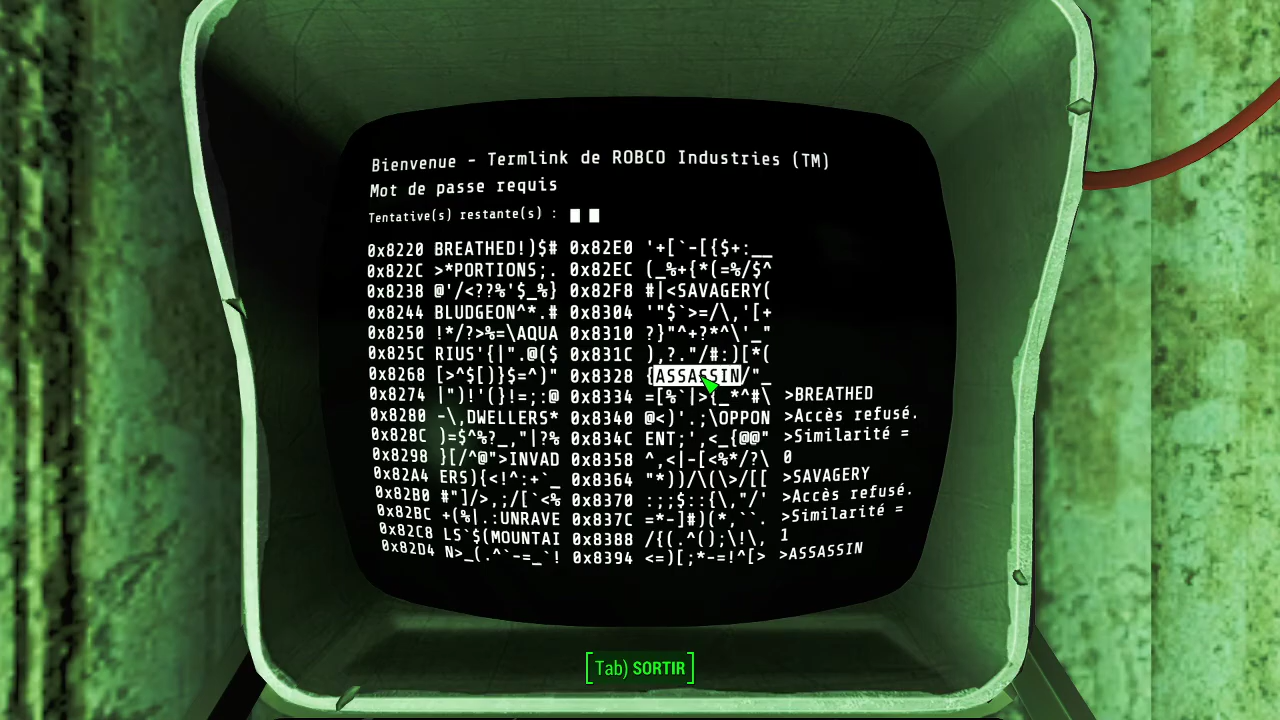 Bienvenue - Termlink de ROBCO Industries (TM)
Mot de passe requis
Tentative(s) restante(s) :
0x8220 BREATHED!)$# 0x82E0 '+[`-[{$+:__
0x822C >*PORTIONS;. 0x82EC (_%+{*(=%/$^
0x8238 @'/<??%'$_%} 0x82F8 #|<SAVAGERY(
0x8244 BLUDGEON^*.# 0x8304 '"$`>=/\,'[+
0x8250 !*/?>%=\AQUA 0x8310 ?}"^+?*^\'_"
0x825C RIUS'{|".@($ 0x831C ),?."/#:)[*(
0x8268 [>^$[)}$=^)" 0x8328 {ASSASSIN/"_
0x8274 |")!'(}!=;:@ 0x8334 =[%`|>{_*^#\ >BREATHED
0x8280 -\,DWELLERS* 0x8340 @<)'.;\OPPON >Accès refusé.
0x828C )=$^%?_,"|?% 0x834C ENT;',<_{@@" >Similarité =
0x8298 }[/^@">INVAD 0x8358 ^,<|-[<%*/?\ 0
0x82A4 ERS){<!^:+`_ 0x8364 "*))/\(\>/[[ >SAVAGERY
0x82B0 #"]/>,;/[`<% 0x8370 :;;$::{\,"/' >Accès refusé.
0x82BC +(%|.:UNRAVE 0x837C =*-]#)(*,``. >Similarité =
0x82C8 LS`$(MOUNTAI 0x8388 /{(.^();\!\, 1
0x82D4 N>_(.^`-=_`! 0x8394 <=)[;*-=!^[> >ASSASSIN
[Tab) SORTIR]